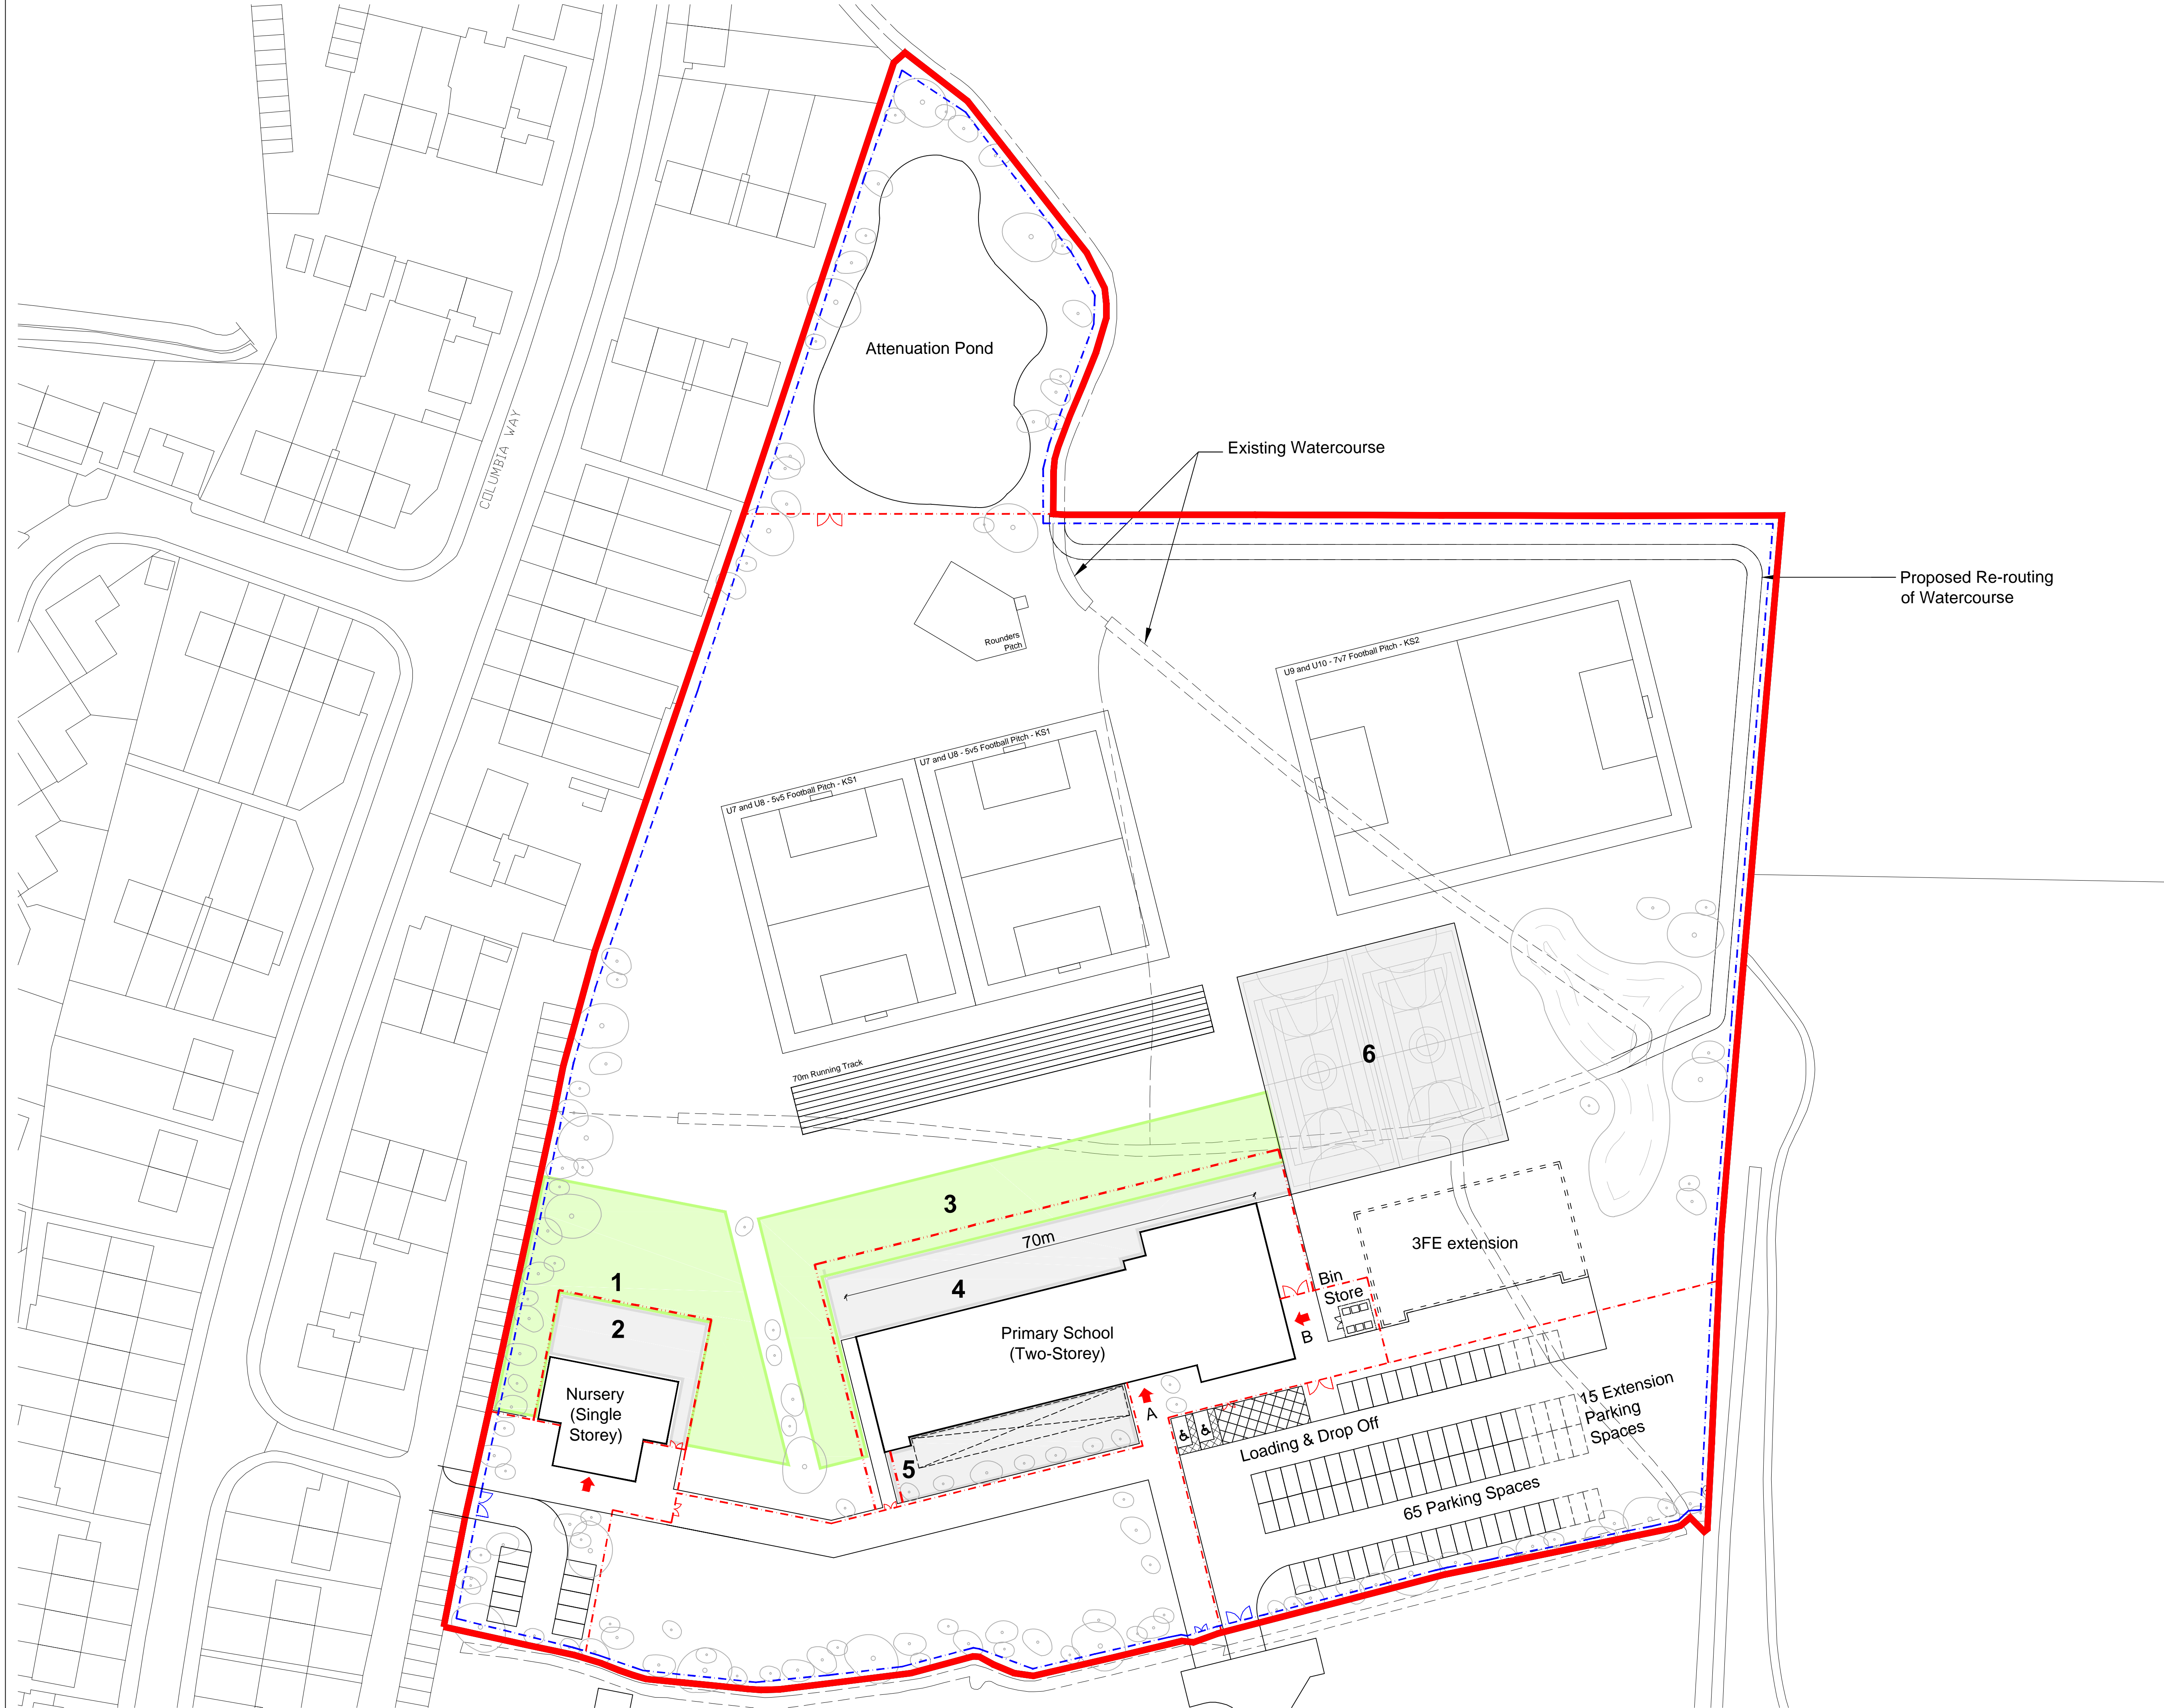 COLUMBIA WAY
Attenuation Pond
Existing Watercourse
Proposed Re-routing
of Watercourse
Rounders
Pitch
U9 and U10 - 7v7 Football Pitch - KS2
U7 and U8 - 5v5 Football Pitch - KS1
U7 and U8 - 5v5 Football Pitch - KS1
70m Running Track
6
3
70m
4
1
2
3FE extension
Bin
Store
B
Primary School
(Two-Storey)
Nursery
(Single
Storey)
A
5
Loading & Drop Off
15 Extension
Parking
Spaces
65 Parking Spaces